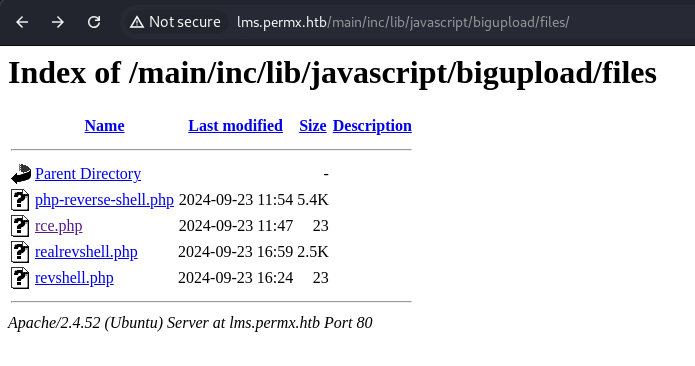 Not secure lms.permx.htb/main/inc/lib/javascript/bigupload/files/
Index of /main/inc/lib/javascript/bigupload/files
Name Last modified Size Description
Parent Directory -
php-reverse-shell.php 2024-09-23 11:54 5.4K
rce.php 2024-09-23 11:47 23
realrevshell.php 2024-09-23 16:59 2.5K
revshell.php 2024-09-23 16:24 23
Apache/2.4.52 (Ubuntu) Server at lms.permx.htb Port 80